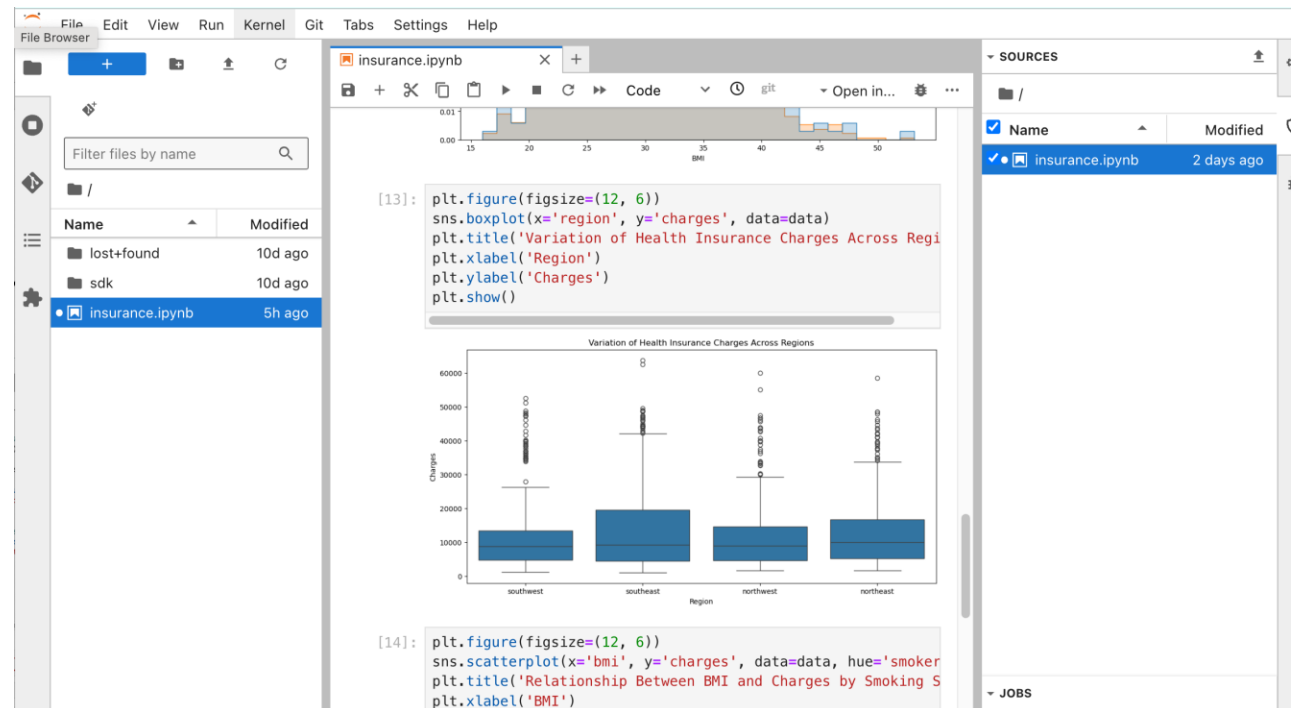 File Edit View Run Kernel Git Tabs Settings Help
File Browser
+
Filter files by name
/
Name Modified
lost+found 10d ago
sdk 10d ago
insurance.ipynb 5h ago
insurance.ipynb
Code git Open in... ...
0.01
0.00
15 20 25 30 35 40 45 50
BMI
[13]: plt.figure(figsize=(12, 6))
sns.boxplot(x='region', y='charges', data=data)
plt.title('Variation of Health Insurance Charges Across Regi
plt.xlabel('Region')
plt.ylabel('Charges')
plt.show()
Variation of Health Insurance Charges Across Regions
60000
50000
40000
30000
20000
10000
0
Charges
southwest southeast northwest northeast
Region
[14]: plt.figure(figsize=(12, 6))
sns.scatterplot(x='bmi', y='charges', data=data, hue='smoker
plt.title('Relationship Between BMI and Charges by Smoking S
plt.xlabel('BMI')
SOURCES
/
Name Modified
insurance.ipynb 2 days ago
JOBS